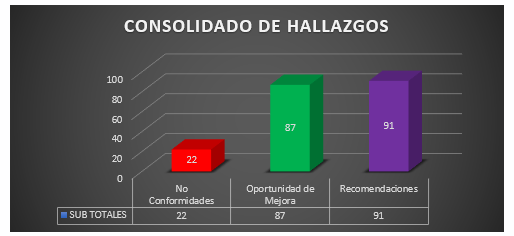 CONSOLIDADO DE HALLAZGOS
100
80
60
40
20
0
22
87
91
No Conformidades
Oportunidad de Mejora
Recomendaciones
SUB TOTALES 22 87 91